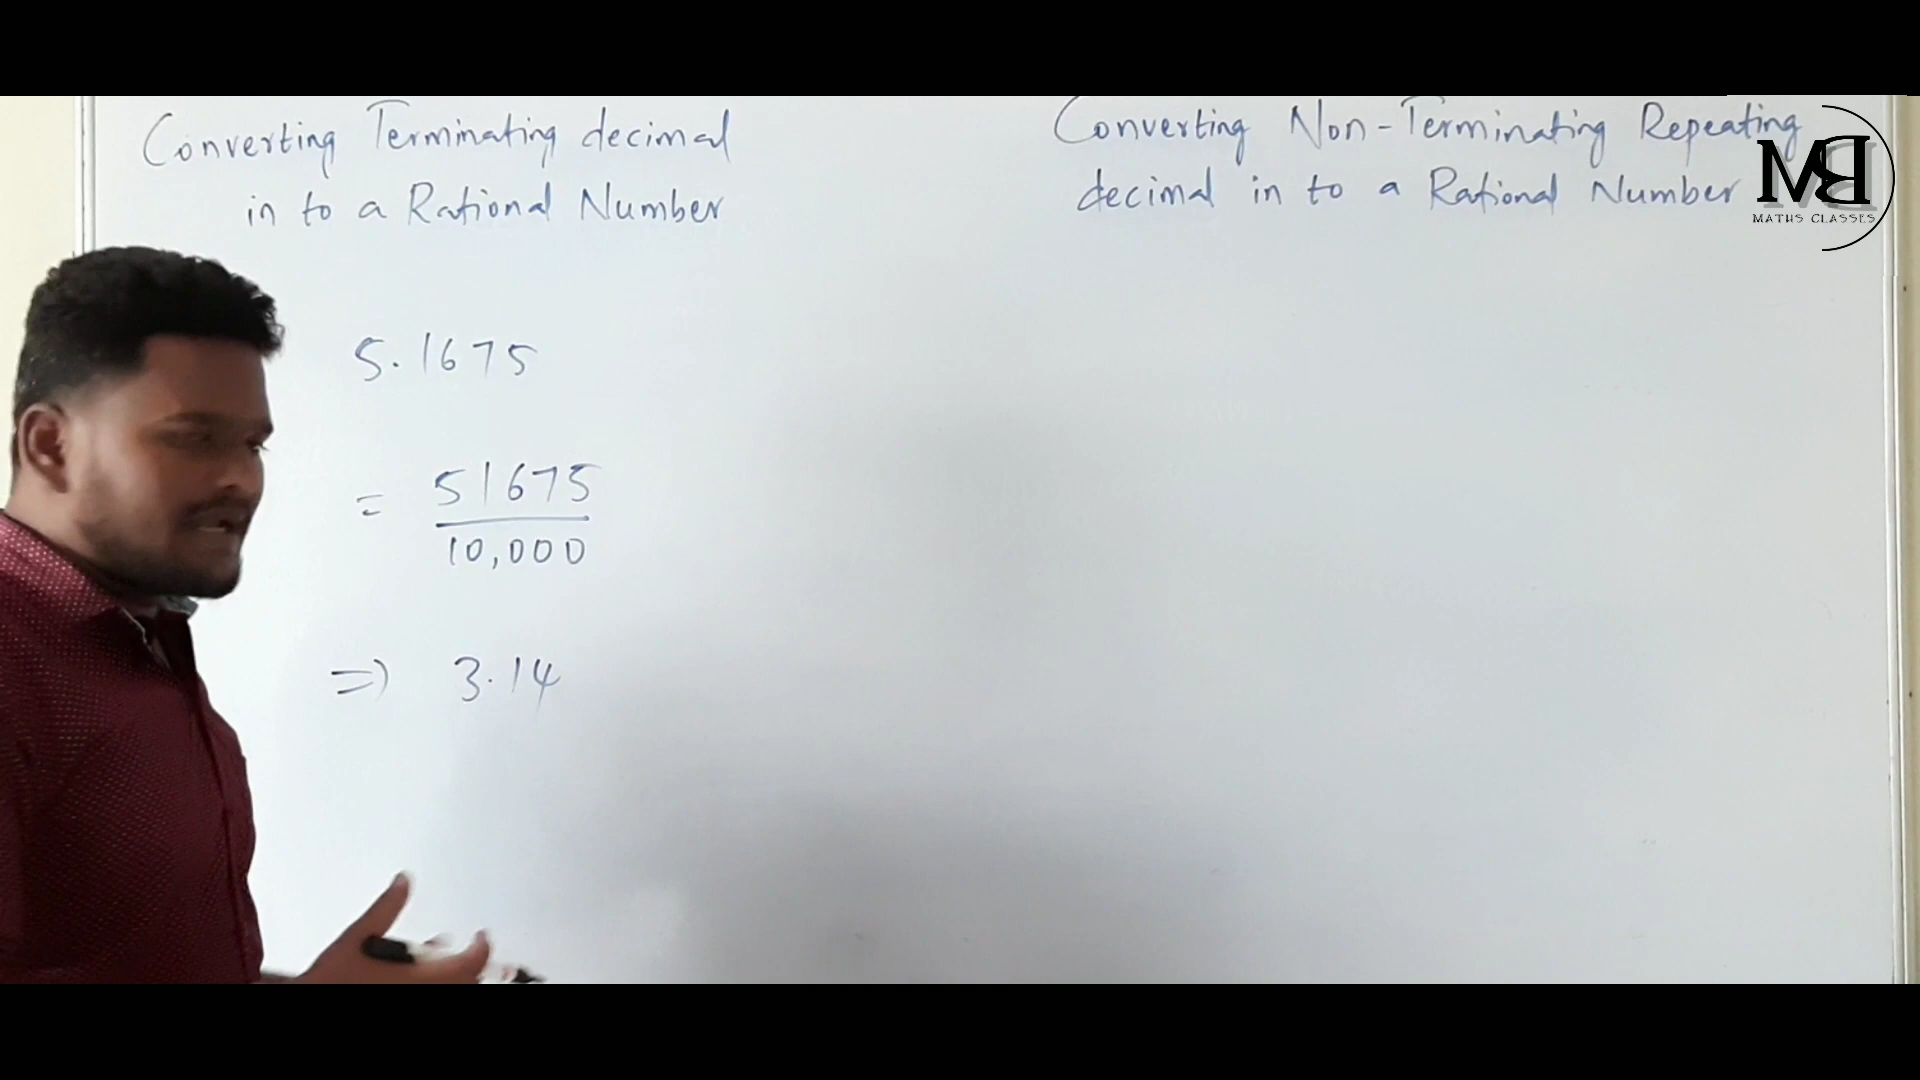 Converting Terminating decimal
in to a Rational Number
5.1675
= 51675
10,000
=) 3.14
Converting Non-Terminating Repeating
decimal in to a Rational Number
MB
MATHS CLASSES